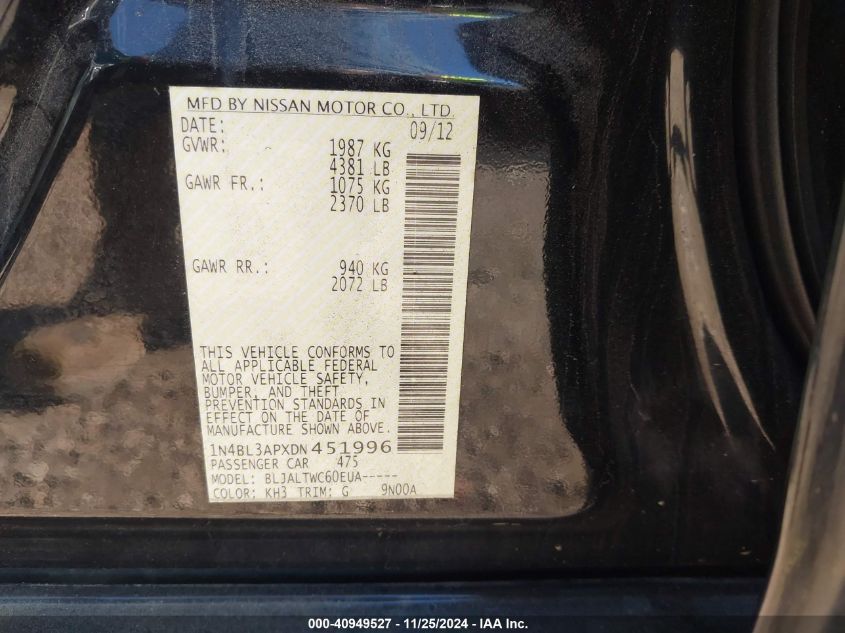 MFD BY NISSAN MOTOR CO., LTD.
DATE: 09/12
GVWR: 1987 KG
4381 LB
GAWR FR.: 1075 KG
2370 LB
GAWR RR.: 940 KG
2072 LB
THIS VEHICLE CONFORMS TO
ALL APPLICABLE FEDERAL
MOTOR VEHICLE SAFETY,
BUMPER, AND THEFT
PREVENTION STANDARDS IN
EFFECT ON THE DATE OF
MANUFACTURE SHOWN ABOVE.
1N4BL3APXDN451996
PASSENGER CAR 475
MODEL: BLJALTWC60EUA-----
COLOR: KH3 TRIM: G 9N00A
000-40949527 - 11/25/2024 - IAA Inc.